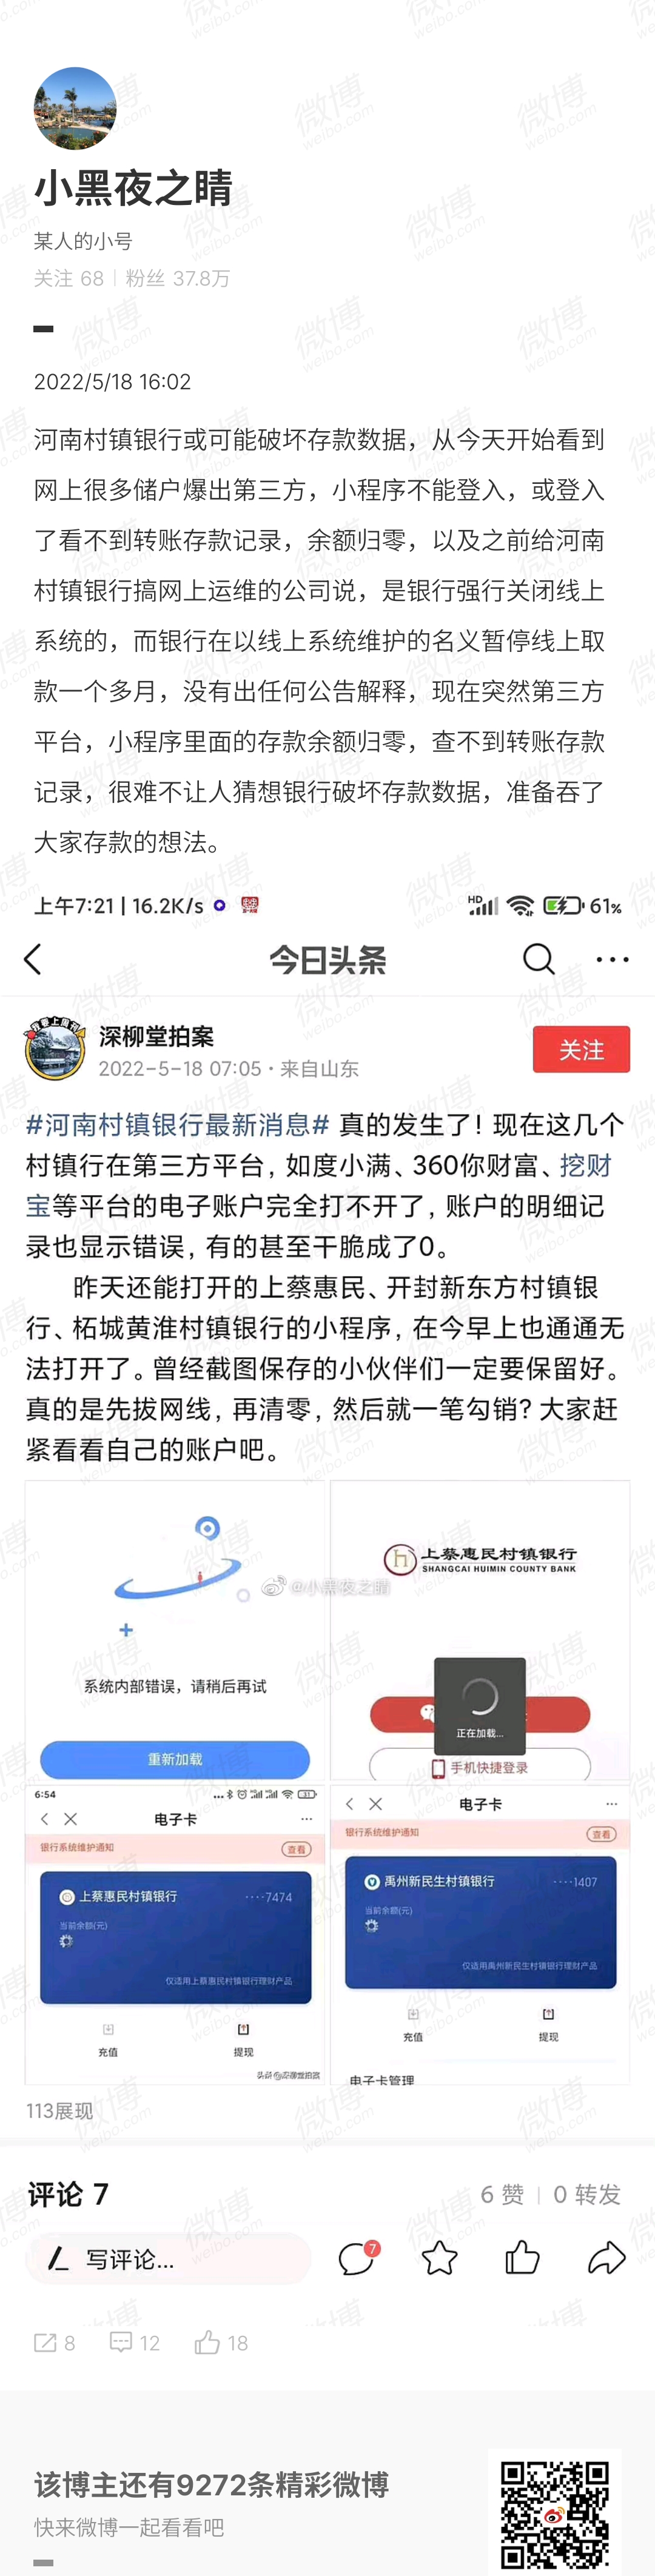 小黑夜之晴
某人的小号
关注 68 | 粉丝 37.8万
2022/5/18 16:02
河南村镇银行或可能破坏存款数据，从今天开始看到
网上很多储户爆出第三方，小程序不能登入，或登入
了看不到转账存款记录，余额归零，以及之前给河南
村镇银行搞网上运维的公司说，是银行强行关闭线上
系统的，而银行在以线上系统维护的名义暂停线上取
款一个多月，没有出任何公告解释，现在突然第三方
平台，小程序里面的存款余额归零，查不到转账存款
记录，很难不让人猜想银行破坏存款数据，准备吞了
大家存款的想法。
上午7:21 | 16.2K/s HD 61%
今日头条
深柳堂拍案
2022-5-18 07:05 · 来自山东
关注
#河南村镇银行最新消息# 真的发生了！现在这几个
村镇行在第三方平台，如度小满、360你财富、挖财
宝等平台的电子账户完全打不开了，账户的明细记
录也显示错误，有的甚至干脆成了0。
昨天还能打开的上蔡惠民、开封新东方村镇银
行、柘城黄淮村镇银行的小程序，在今早上也通通无
法打开了。曾经截图保存的小伙伴们一定要保留好。
真的是先拔网线，再清零，然后就一笔勾销？大家赶
紧看看自己的账户吧。
系统内部错误，请稍后再试
重新加载
上蔡惠民村镇银行
SHANGCAI HUIMIN COUNTY BANK
正在加载...
手机快捷登录
@小黑夜之晴
6:54
电子卡
银行系统维护通知 查看
上蔡惠民村镇银行 ····7474
当前余额(元)
仅适用上蔡惠民村镇银行理财产品
充值 提现
头条@深柳堂拍案
电子卡
银行系统维护通知 查看
禹州新民生村镇银行 ····1407
当前余额(元)
仅适用禹州新民生村镇银行理财产品
充值 提现
电子卡管理
113展现
评论 7 6 赞 | 0 转发
写评论... 7
8 12 18
该博主还有9272条精彩微博
快来微博一起看看吧
微博
weibo.com